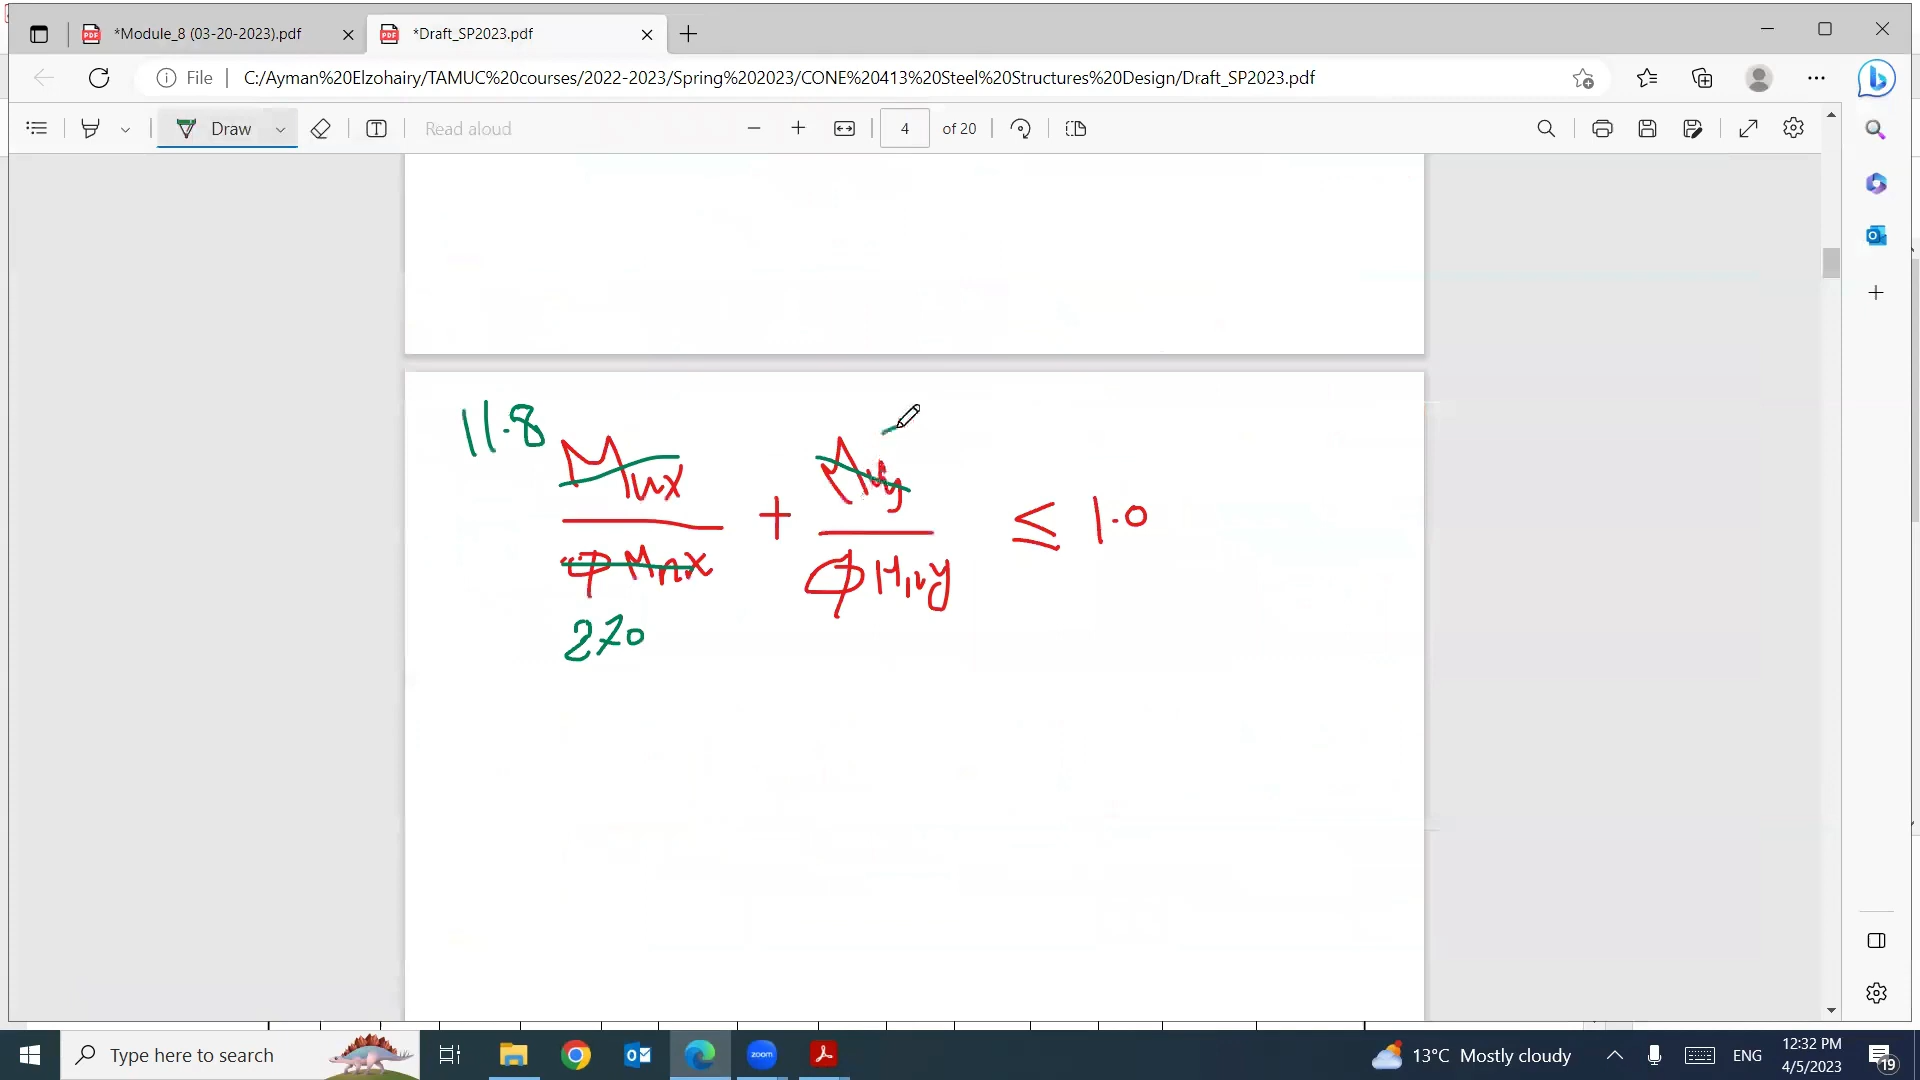 *Module_8 (03-20-2023).pdf
*Draft_SP2023.pdf
File
C:/Ayman%20Elzohairy/TAMUC%20courses/2022-2023/Spring%202023/CONE%20413%20Steel%20Structures%20Design/Draft_SP2023.pdf
Draw
Read aloud
4 of 20
11.8
Mux Muy
+ ≤ 1.0
φMnx φMny
270
Type here to search
zoom
13°C Mostly cloudy
ENG
12:32 PM
4/5/2023
19